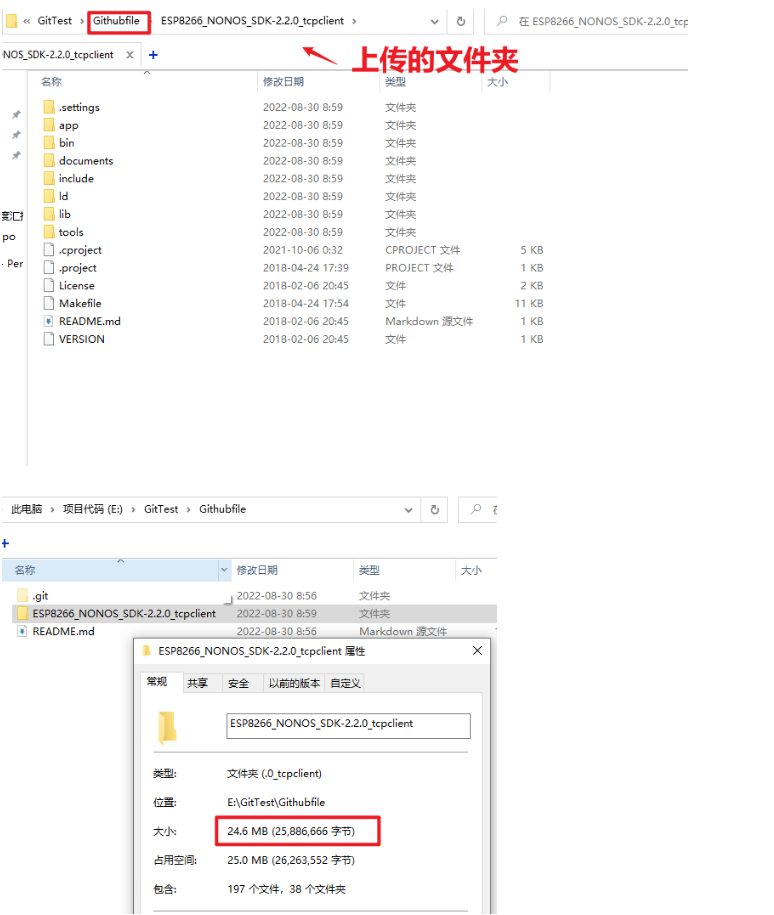 « GitTest > Githubfile > ESP8266_NONOS_SDK-2.2.0_tcpclient >
在 ESP8266_NONOS_SDK-2.2.0_tcp
NOS_SDK-2.2.0_tcpclient x +
上传的文件夹
名称 修改日期 类型 大小
.settings 2022-08-30 8:59 文件夹
app 2022-08-30 8:59 文件夹
bin 2022-08-30 8:59 文件夹
documents 2022-08-30 8:59 文件夹
include 2022-08-30 8:59 文件夹
ld 2022-08-30 8:59 文件夹
lib 2022-08-30 8:59 文件夹
tools 2022-08-30 8:59 文件夹
.cproject 2021-10-06 0:32 CPROJECT 文件 5 KB
.project 2018-04-24 17:39 PROJECT 文件 1 KB
License 2018-02-06 20:45 文件 2 KB
Makefile 2018-04-24 17:54 文件 11 KB
README.md 2018-02-06 20:45 Markdown 源文件 1 KB
VERSION 2018-02-06 20:45 文件 1 KB
po
Per
此电脑 > 项目代码 (E:) > GitTest > Githubfile
+
名称 修改日期 类型 大小
.git 2022-08-30 8:56 文件夹
ESP8266_NONOS_SDK-2.2.0_tcpclient 2022-08-30 8:59 文件夹
README.md 2022-08-30 8:56 Markdown 源文件
ESP8266_NONOS_SDK-2.2.0_tcpclient 属性
常规 共享 安全 以前的版本 自定义
ESP8266_NONOS_SDK-2.2.0_tcpclient
类型: 文件夹 (.0_tcpclient)
位置: E:\GitTest\Githubfile
大小: 24.6 MB (25,886,666 字节)
占用空间: 25.0 MB (26,263,552 字节)
包含: 197 个文件，38 个文件夹